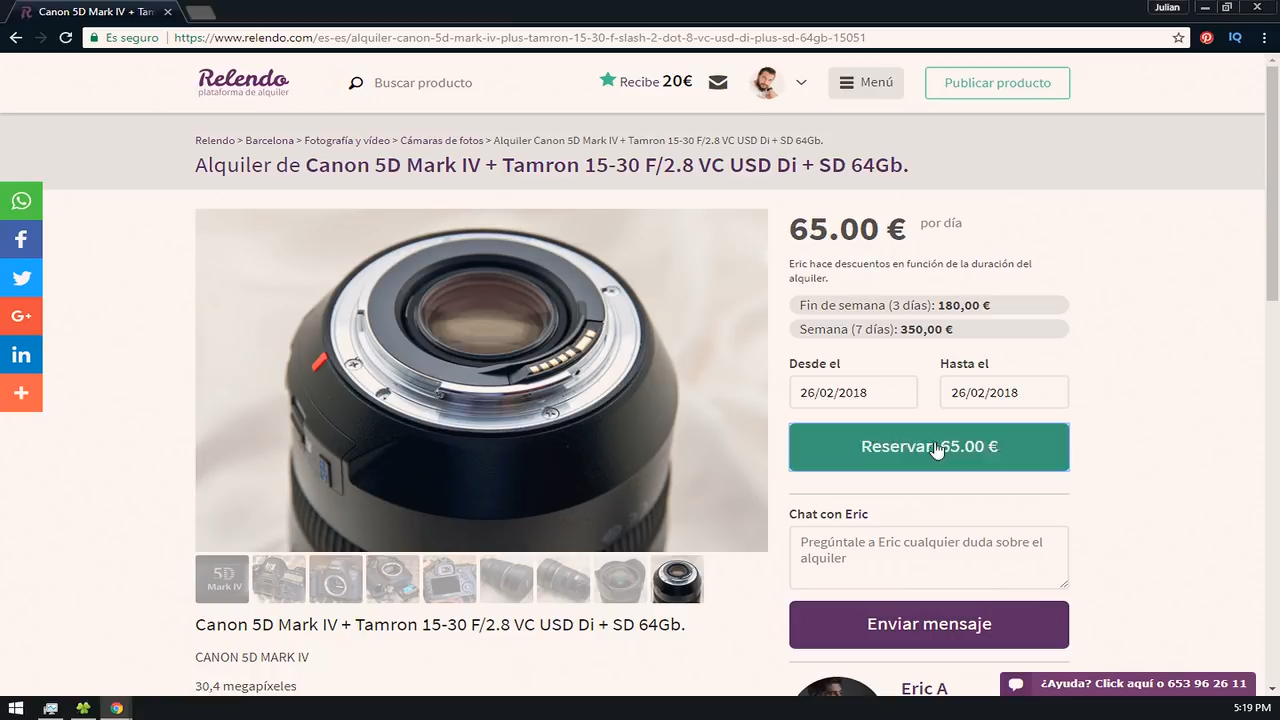 Canon 5D Mark IV + Tam
Julian
Es seguro
https://www.relendo.com/es-es/alquiler-canon-5d-mark-iv-plus-tamron-15-30-f-slash-2-dot-8-vc-usd-di-plus-sd-64gb-15051
IQ
Relendo
plataforma de alquiler
Buscar producto
Recibe 20€
Menú
Publicar producto
Relendo > Barcelona > Fotografía y vídeo > Cámaras de fotos > Alquiler Canon 5D Mark IV + Tamron 15-30 F/2.8 VC USD Di + SD 64Gb.
Alquiler de Canon 5D Mark IV + Tamron 15-30 F/2.8 VC USD Di + SD 64Gb.
65.00 € por día
Eric hace descuentos en función de la duración del
alquiler.
Fin de semana (3 días): 180,00 €
Semana (7 días): 350,00 €
Desde el
Hasta el
26/02/2018
26/02/2018
Reservar 65.00 €
Chat con Eric
Pregúntale a Eric cualquier duda sobre el
alquiler
5D
Mark IV
Enviar mensaje
Canon 5D Mark IV + Tamron 15-30 F/2.8 VC USD Di + SD 64Gb.
CANON 5D MARK IV
30,4 megapíxeles
Eric A
¿Ayuda? Click aquí o 653 96 26 11
5:19 PM